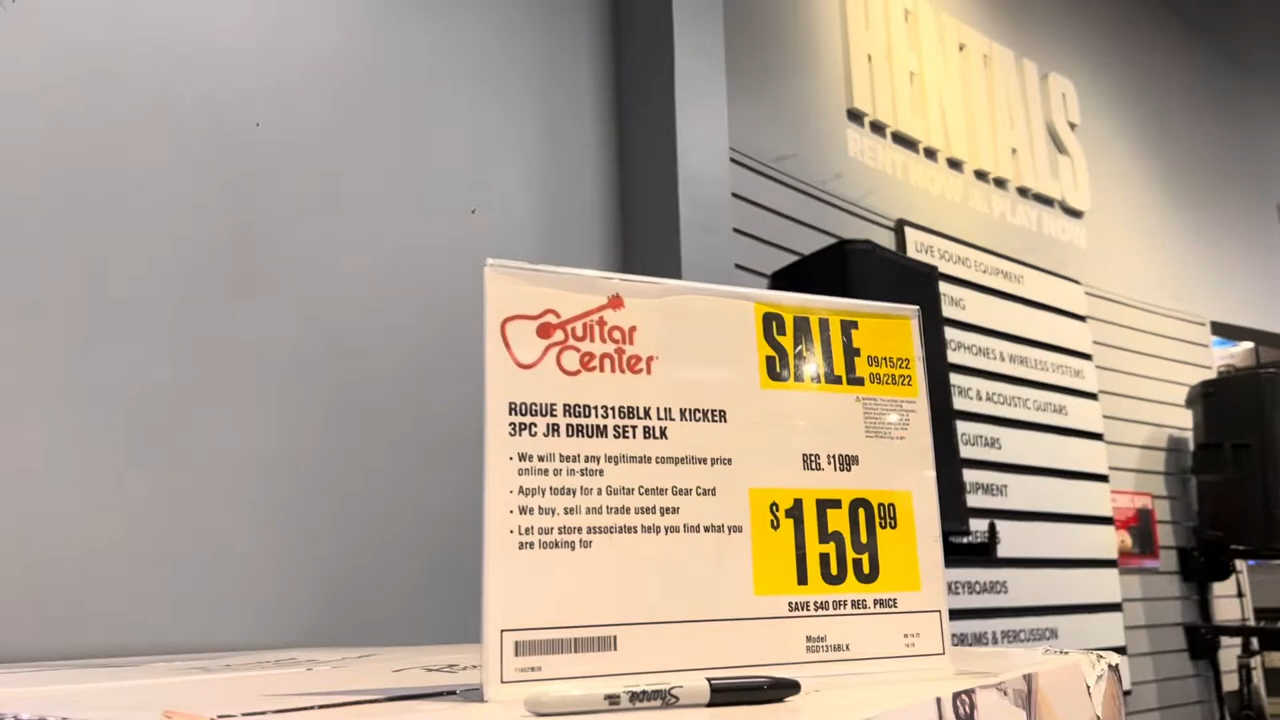 RENTALS
RENT NOW PLAY NOW
LIVE SOUND EQUIPMENT
TING
OPHONES & WIRELESS SYSTEMS
TRIC & ACOUSTIC GUITARS
GUITARS
UIPMENT
KEYBOARDS
DRUMS & PERCUSSION
Guitar
Center
SALE
09/15/22
09/28/22
ROGUE RGD1316BLK LIL KICKER
3PC JR DRUM SET BLK
• We will beat any legitimate competitive price
online or in-store
• Apply today for a Guitar Center Gear Card
• We buy, sell and trade used gear
• Let our store associates help you find what you
are looking for
REG. $199.99
$159.99
SAVE $40 OFF REG. PRICE
Model
RGD1316BLK
Sharpie